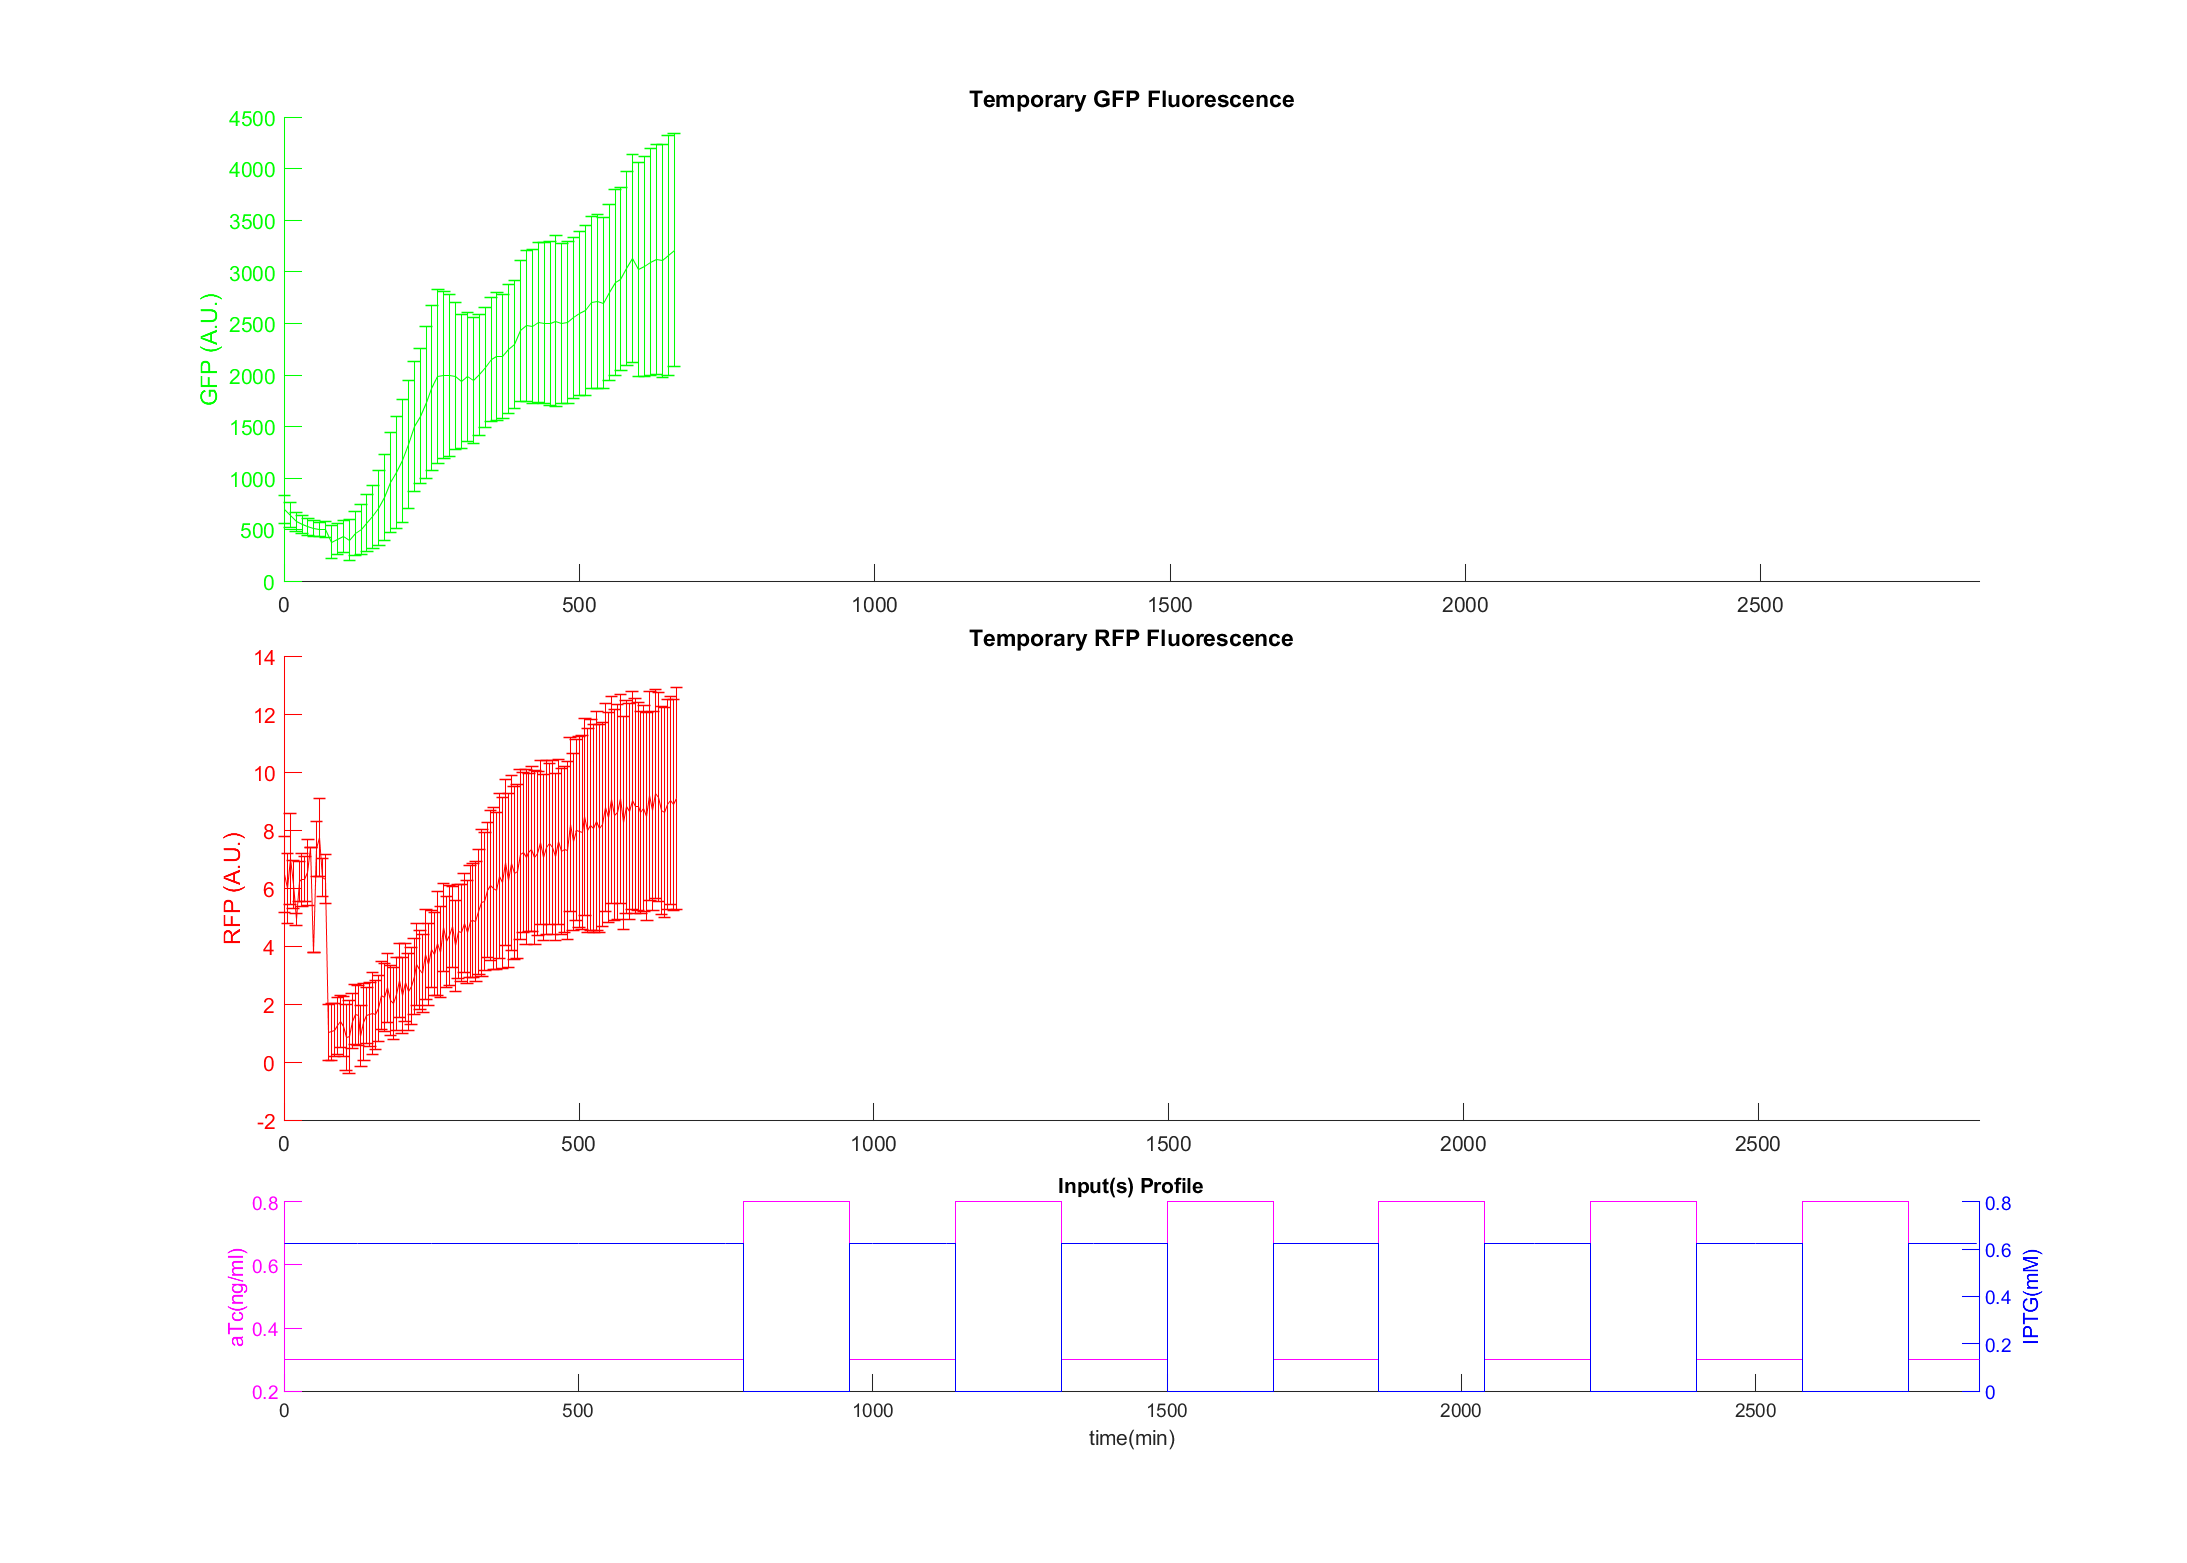 Temporary GFP Fluorescence
GFP (A.U.)
4500
4000
3500
3000
2500
2000
1500
1000
500
0
0 500 1000 1500 2000 2500
Temporary RFP Fluorescence
RFP (A.U.)
14
12
10
8
6
4
2
0
-2
0 500 1000 1500 2000 2500
Input(s) Profile
aTc(ng/ml)
0.8
0.6
0.4
0.2
IPTG(mM)
0.8
0.6
0.4
0.2
0
0 500 1000 1500 2000 2500
time(min)